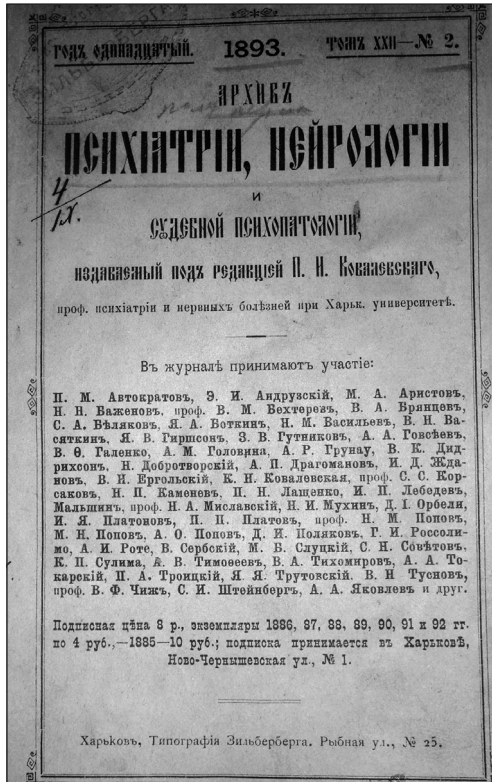 годъ одинадцатый. 1893. томъ XXII—№ 2.
АРХИВЪ
ПСИХІАТРІИ, НЕЙРОЛОГІИ
4/IX.
И
СУДЕБНОЙ ПСИХОПАТОЛОГІИ,
издаваемый подъ редакціей П. И. Ковалевскаго,
проф. психіатріи и нервныхъ болѣзней при Харьк. университетѣ.
Въ журналѣ принимаютъ участіе:
П. М. Автократовъ, Э. И. Андрузскій, М. А. Аристовъ,
Н. Н. Баженовъ, проф. В. М. Бехтеревъ, В. А. Брянцевъ,
С. А. Бѣляковъ, Я. А. Боткинъ, Н. М. Васильевъ, В. Н. Ва-
сяткинъ, Я. В. Гиршсонъ, З. В. Гутниковъ, А. А. Говсѣевъ,
В. Ѳ. Галенко, А. М. Головина, А. Р. Грунау, В. К. Дид-
рихсонъ, Н. Добротворскій, А. П. Драгомановъ, И. Д. Жда-
новъ, В. И. Ергольскій, К. Н. Ковалевская, проф. С. С. Кор-
саковъ, Н. П. Каменевъ, П. Н. Лащенко, И. П. Лебедевъ,
Мальшинъ, проф. Н. А. Миславскій, Н. И. Мухинъ, Д. І. Орбели,
И. Я. Платоновъ, П. П. Платовъ, проф. Н. М. Поповъ,
М. Н. Поповъ, А. О. Поповъ, Д. И. Поляковъ, Г. И. Россоли-
мо, А. И. Роте, В. Сербскій, М. Б. Слуцкій, С. Н. Совѣтовъ,
К. П. Сулима, А. В. Тимоѳеевъ, В. А. Тихомировъ, А. А. То-
карскій, П. А. Троицкій, Я. Я. Трутовскій. В. Н Тусновъ,
проф. В. Ф. Чижъ, С. И. Штейнбергъ, А. А. Яковлевъ и друг.
Подписная цѣна 8 р., экземпляры 1886, 87, 88, 89, 90, 91 и 92 гг.
по 4 руб.,—1885—10 руб.; подписка принимается въ Харьковѣ,
Ново-Чернышевская ул., № 1.
Харьковъ. Типографія Зильберберга. Рыбная ул., № 25.